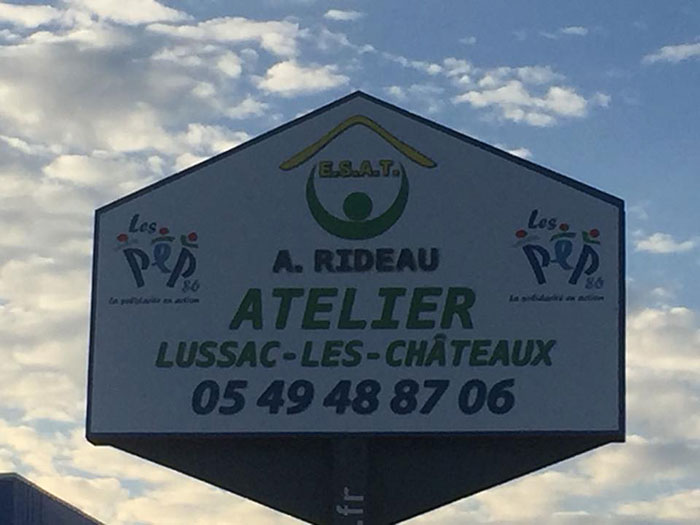 E.S.A.T.
Les
pep
86
La solidarité en action
Les
pep
86
La solidarité en action
A. RIDEAU
ATELIER
LUSSAC-LES-CHÂTEAUX
05 49 48 87 06
.fr